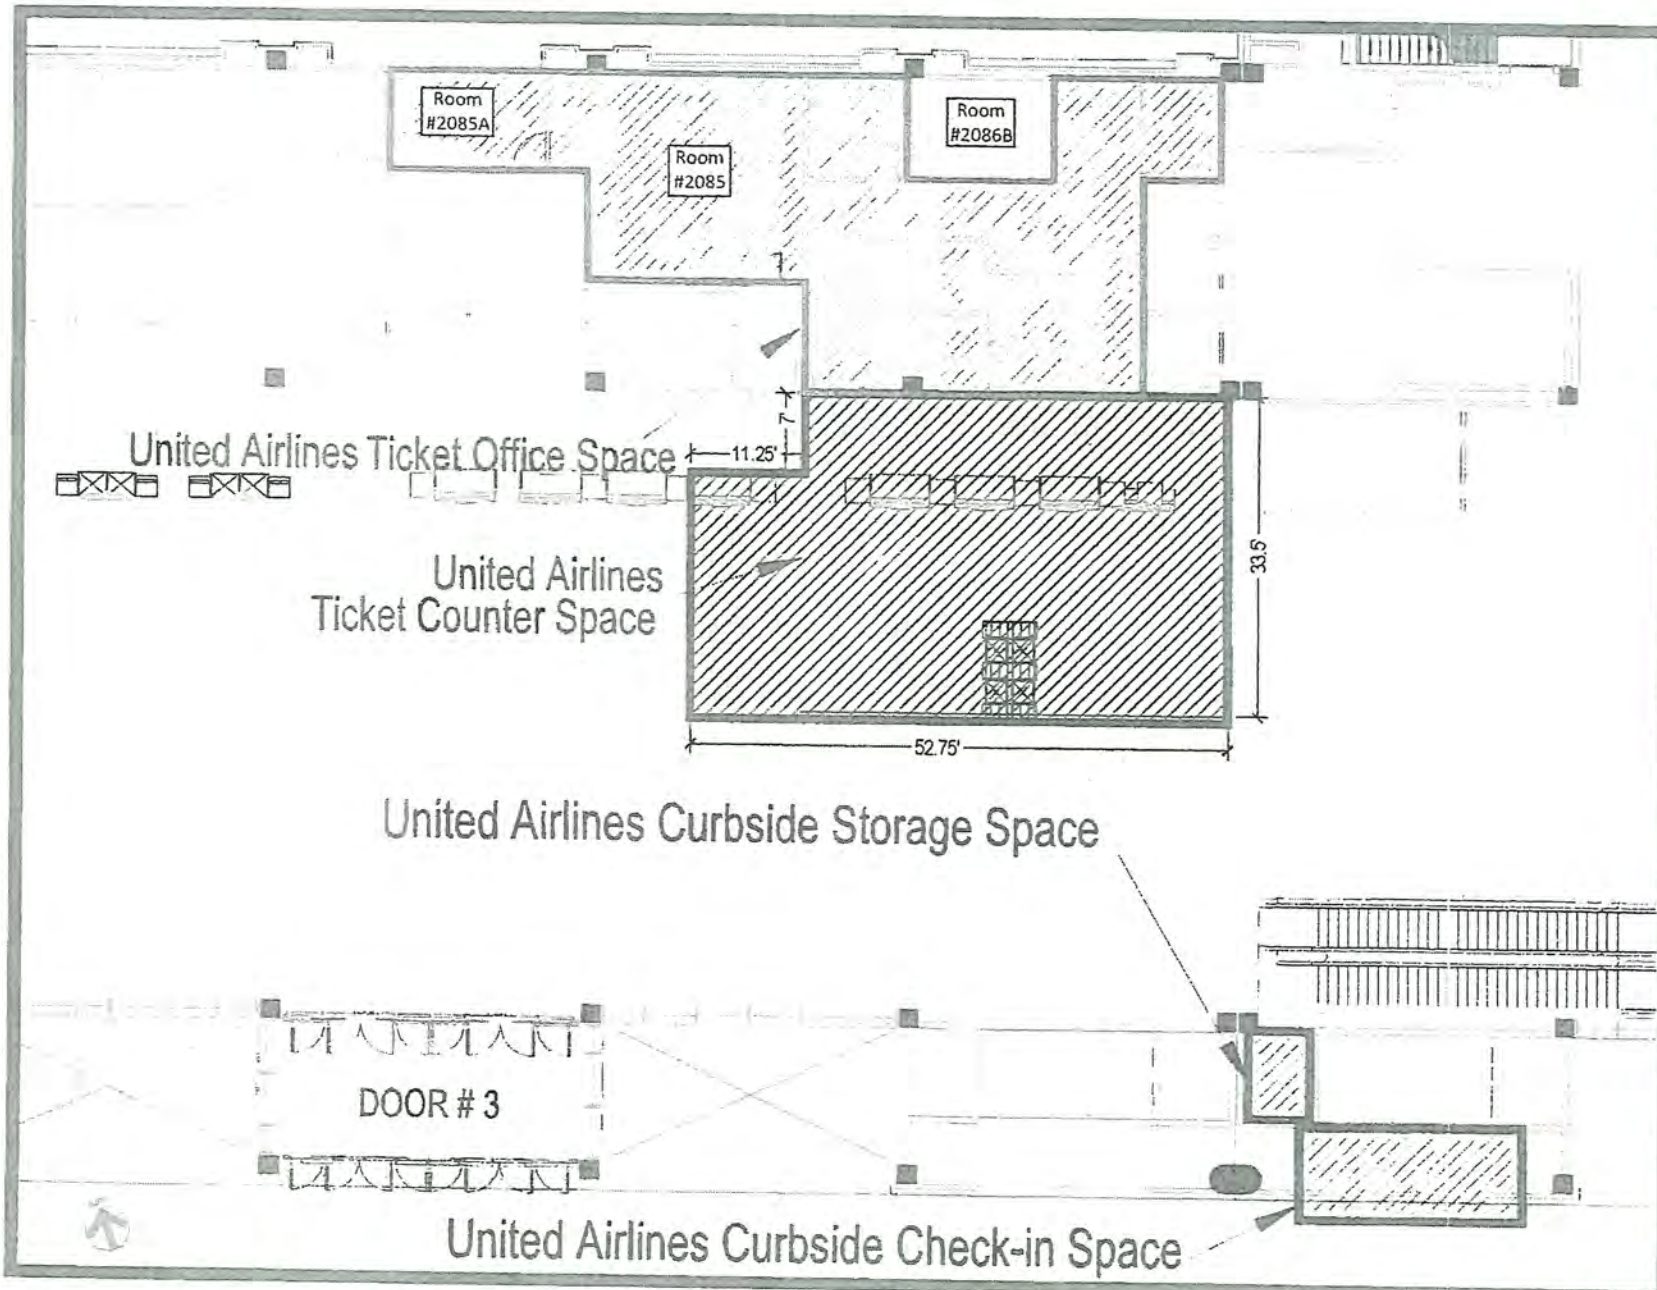 Room
#2085A
Room
#2086B
Room
#2085
7'
United Airlines Ticket Office Space
11.25'
United Airlines
Ticket Counter Space
33.5'
52.75'
United Airlines Curbside Storage Space
DOOR # 3
United Airlines Curbside Check-in Space